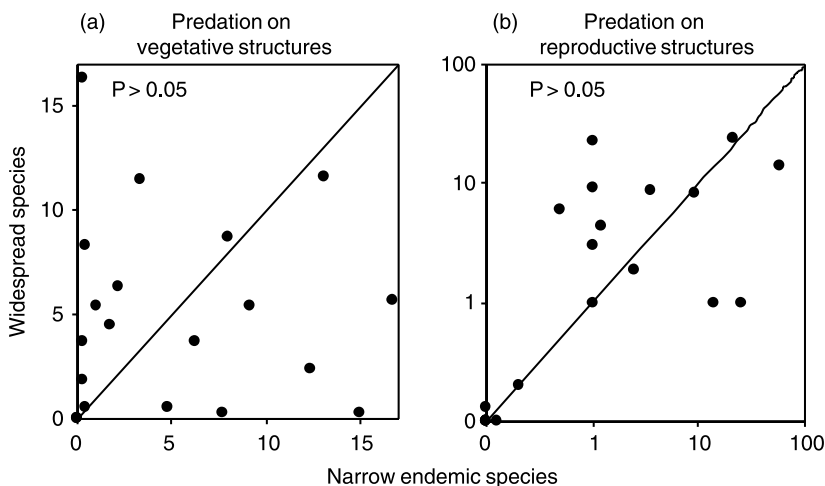 (a) Predation on
vegetative structures
(b) Predation on
reproductive structures
P > 0.05
P > 0.05
15
10
5
0
0 5 10 15
100
10
1
0
0 1 10 100
Widespread species
Narrow endemic species